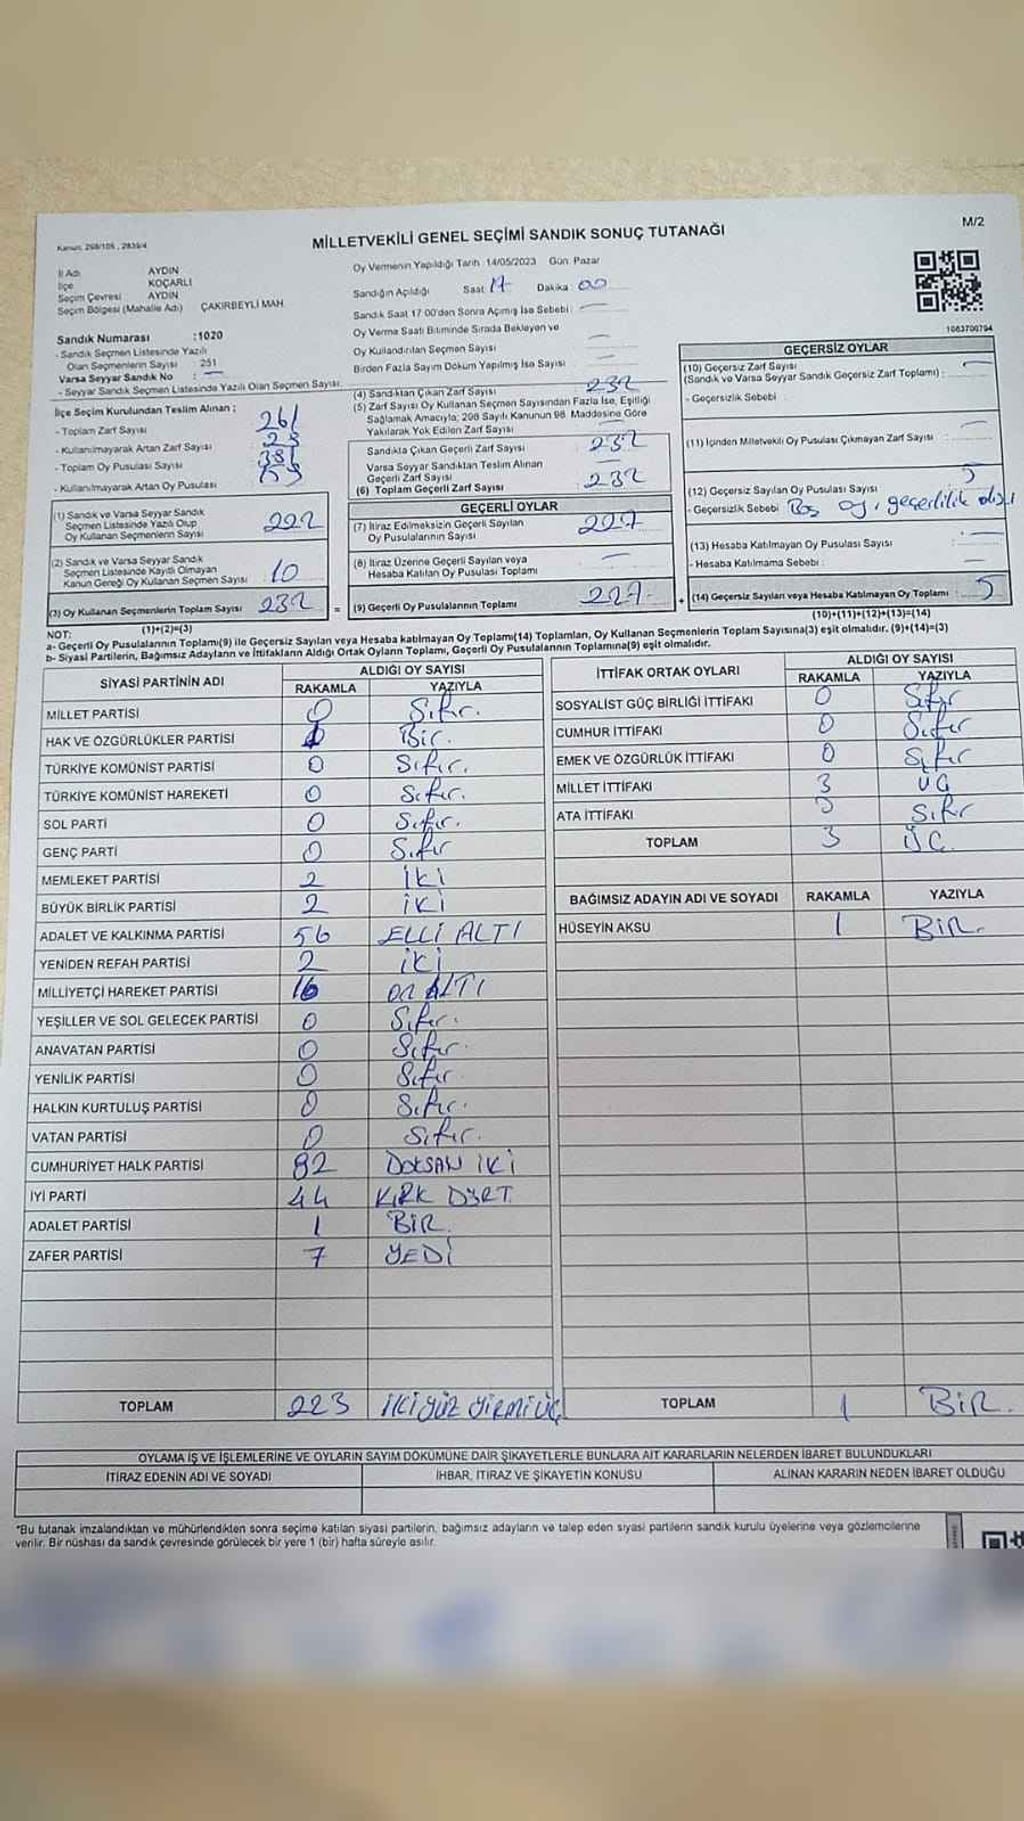 M/2
Kanun: 298/105 , 2839/4
MİLLETVEKİLİ GENEL SEÇİMİ SANDIK SONUÇ TUTANAĞI
İl Adı AYDIN
İlçe KOÇARLI
Seçim Çevresi AYDIN
Seçim Bölgesi (Mahalle Adı) ÇAKIRBEYLİ MAH
Sandık Numarası :1020
- Sandık Seçmen Listesinde Yazılı
Olan Seçmenlerin Sayısı 251
Varsa Seyyar Sandık No : —
- Seyyar Sandık Seçmen Listesinde Yazılı Olan Seçmen Sayısı:
Oy Vermenin Yapıldığı Tarih :14/05/2023 Gün: Pazar
Sandığın Açıldığı Saat: 17 Dakika: 00
Sandık Saat 17:00'den Sonra Açımış İse Sebebi: —
Oy Verme Saati Bitiminde Sırada Bekleyen ve
Oy Kullandırılan Seçmen Sayısı —
Birden Fazla Sayım Döküm Yapılmış İse Sayısı —
1063700794
İlçe Seçim Kurulundan Teslim Alınan ;
- Toplam Zarf Sayısı 261
- Kullanılmayarak Artan Zarf Sayısı
- Toplam Oy Pusulası Sayısı
- Kullanılmayarak Artan Oy Pusulası
(1) Sandık ve Varsa Seyyar Sandık
Seçmen Listesinde Yazılı Olup
Oy Kullanan Seçmenlerin Sayısı 222
(2) Sandık ve Varsa Seyyar Sandık
Seçmen Listesinde Kayıtlı Olmayan
Kanun Gereği Oy Kullanan Seçmen Sayısı 10
(3) Oy Kullanan Seçmenlerin Toplam Sayısı 232
(1)+(2)=(3)
(4) Sandıktan Çıkan Zarf Sayısı 232
(5) Zarf Sayısı Oy Kullanan Seçmen Sayısından Fazla İse, Eşitliği
Sağlamak Amacıyla; 298 Sayılı Kanunun 98. Maddesine Göre
Yakılarak Yok Edilen Zarf Sayısı —
Sandıkta Çıkan Geçerli Zarf Sayısı 232
Varsa Seyyar Sandıktan Teslim Alınan
Geçerli Zarf Sayısı —
(6) Toplam Geçerli Zarf Sayısı 232
GEÇERLİ OYLAR
(7) İtiraz Edilmeksizin Geçerli Sayılan
Oy Pusulalarının Sayısı 227
(8) İtiraz Üzerine Geçerli Sayılan veya
Hesaba Katılan Oy Pusulası Toplamı —
= (9) Geçerli Oy Pusulalarının Toplamı 227
GEÇERSİZ OYLAR
(10) Geçersiz Zarf Sayısı
(Sandık ve Varsa Seyyar Sandık Geçersiz Zarf Toplamı) : —
- Geçersizlik Sebebi
(11) İçinden Milletvekili Oy Pusulası Çıkmayan Zarf Sayısı —
(12) Geçersiz Sayılan Oy Pusulası Sayısı 5
- Geçersizlik Sebebi Boş oy, geçerlilik dışı
(13) Hesaba Katılmayan Oy Pusulası Sayısı : —
- Hesaba Katılmama Sebebi : —
+ (14) Geçersiz Sayılan veya Hesaba Katılmayan Oy Toplamı : 5
(10)+(11)+(12)+(13)=(14)
NOT:
a- Geçerli Oy Pusulalarının Toplamı(9) ile Geçersiz Sayılan veya Hesaba katılmayan Oy Toplamı(14) Toplamları, Oy Kullanan Seçmenlerin Toplam Sayısına(3) eşit olmalıdır. (9)+(14)=(3)
b- Siyasi Partilerin, Bağımsız Adayların ve İttifakların Aldığı Ortak Oyların Toplamı, Geçerli Oy Pusulalarının Toplamına(9) eşit olmalıdır.
SİYASİ PARTİNİN ADI ALDIĞI OY SAYISI
RAKAMLA YAZIYLA
MİLLET PARTİSİ 0 Sıfır.
HAK VE ÖZGÜRLÜKLER PARTİSİ Bir.
TÜRKİYE KOMÜNİST PARTİSİ 0 Sıfır.
TÜRKİYE KOMÜNİST HAREKETİ 0 Sıfır.
SOL PARTİ 0 Sıfır.
GENÇ PARTİ 0 Sıfır
MEMLEKET PARTİSİ 2 İKİ
BÜYÜK BİRLİK PARTİSİ 2 İKİ
ADALET VE KALKINMA PARTİSİ 56 ELLİ ALTI
YENİDEN REFAH PARTİSİ 2 İKİ
MİLLİYETÇİ HAREKET PARTİSİ 16 ON ALTI
YEŞİLLER VE SOL GELECEK PARTİSİ 0 Sıfır.
ANAVATAN PARTİSİ 0 Sıfır.
YENİLİK PARTİSİ 0 Sıfır
HALKIN KURTULUŞ PARTİSİ 0 Sıfır.
VATAN PARTİSİ 0 Sıfır.
CUMHURİYET HALK PARTİSİ 92 DOKSAN İKİ
İYİ PARTİ 44 KIRK DÖRT
ADALET PARTİSİ 1 BİR
ZAFER PARTİSİ 7 YEDİ
TOPLAM 223 İKİ YÜZ YİRMİ ÜÇ
İTTİFAK ORTAK OYLARI ALDIĞI OY SAYISI
RAKAMLA YAZIYLA
SOSYALİST GÜÇ BİRLİĞİ İTTİFAKI 0 Sıfır
CUMHUR İTTİFAKI 0 Sıfır
EMEK VE ÖZGÜRLÜK İTTİFAKI 0 Sıfır
MİLLET İTTİFAKI 3 ÜÇ
ATA İTTİFAKI 0 Sıfır
TOPLAM 3 ÜÇ
BAĞIMSIZ ADAYIN ADI VE SOYADI RAKAMLA YAZIYLA
HÜSEYİN AKSU 1 BİR.
TOPLAM 1 BİR.
OYLAMA İŞ VE İŞLEMLERİNE VE OYLARIN SAYIM DÖKÜMÜNE DAİR ŞİKAYETLERLE BUNLARA AİT KARARLARIN NELERDEN İBARET BULUNDUKLARI
İTİRAZ EDENİN ADI VE SOYADI İHBAR, İTİRAZ VE ŞİKAYETİN KONUSU ALINAN KARARIN NEDEN İBARET OLDUĞU
*Bu tutanak imzalandıktan ve mühürlendikten sonra seçime katılan siyasi partilerin, bağımsız adayların ve talep eden siyasi partilerin sandık kurulu üyelerine veya gözlemcilerine
verilir. Bir nüshası da sandık çevresinde görülecek bir yere 1 (bir) hafta süreyle asılır.